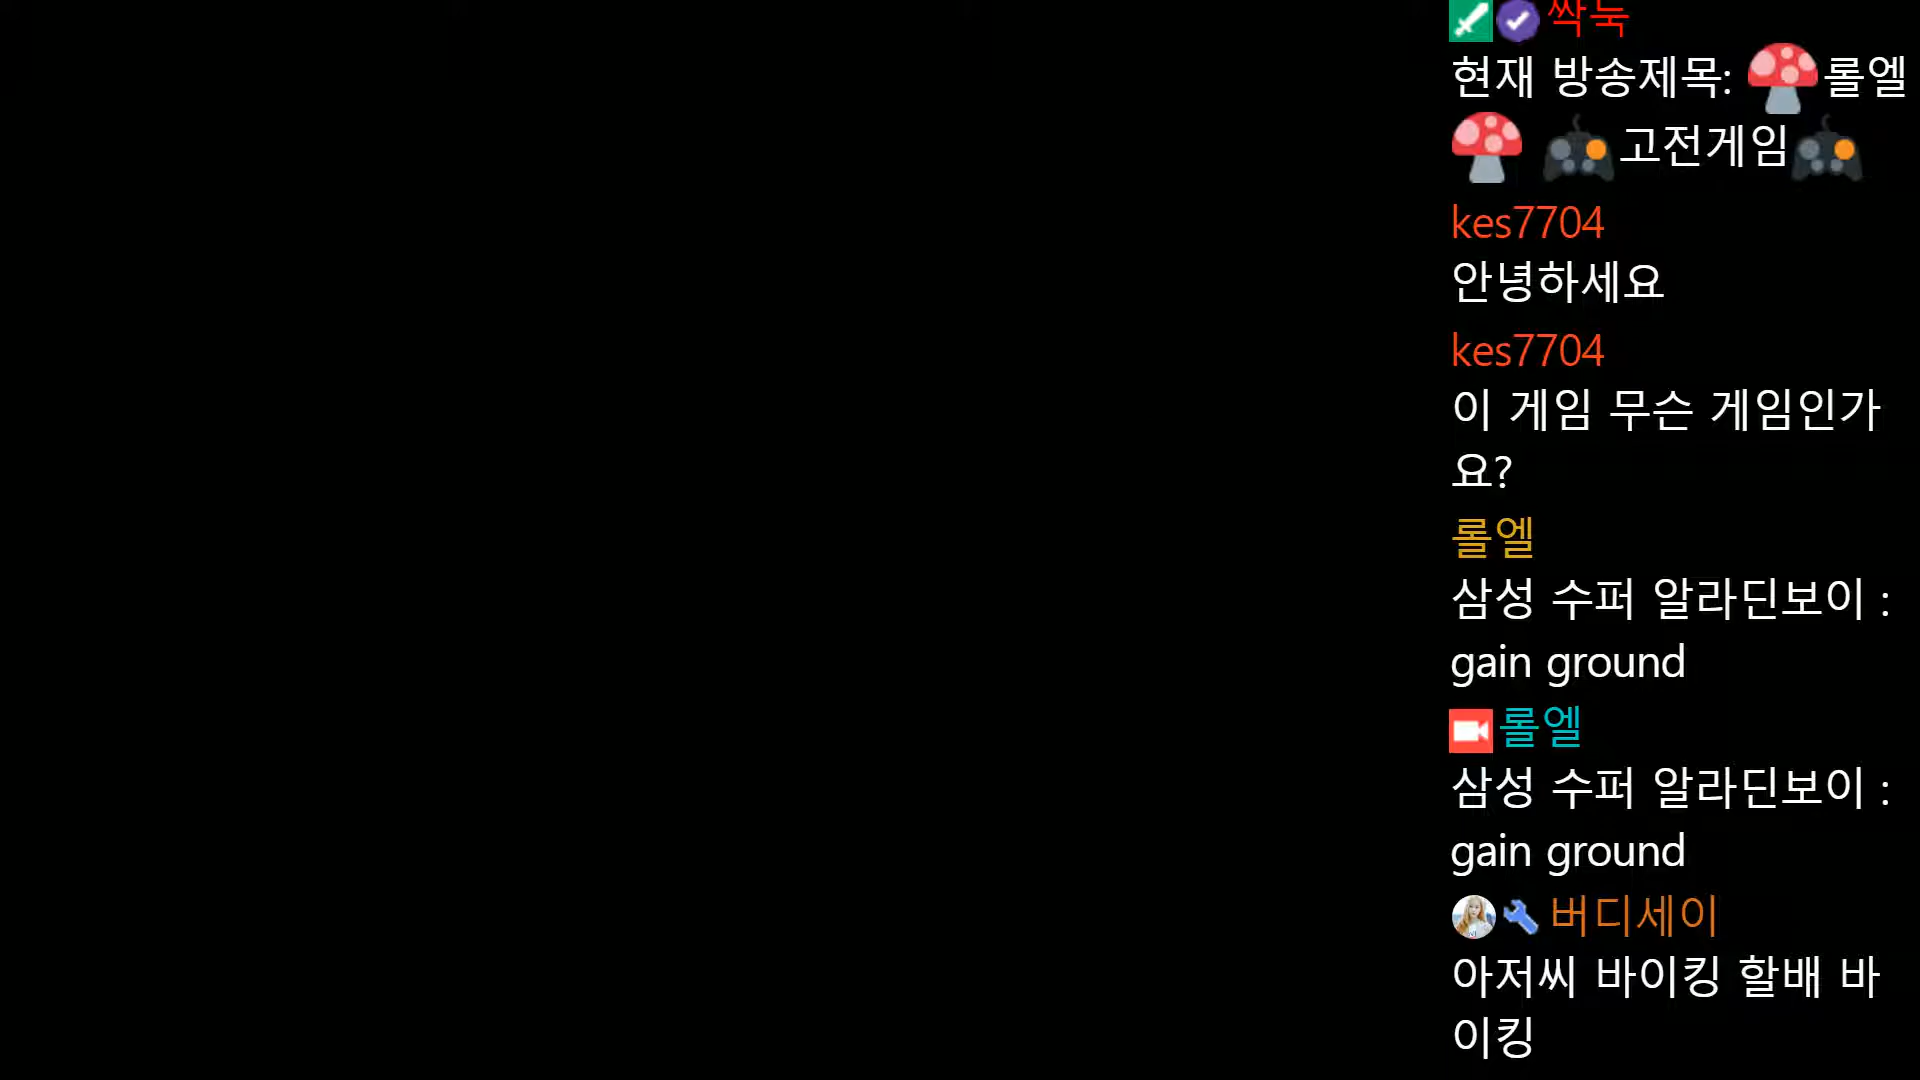 싹둑
현재 방송제목: 🍄롤엘
🍄 🎮고전게임🎮
kes7704
안녕하세요
kes7704
이 게임 무슨 게임인가
요?
롤엘
삼성 수퍼 알라딘보이 :
gain ground
롤엘
삼성 수퍼 알라딘보이 :
gain ground
버디세이
아저씨 바이킹 할배 바
이킹